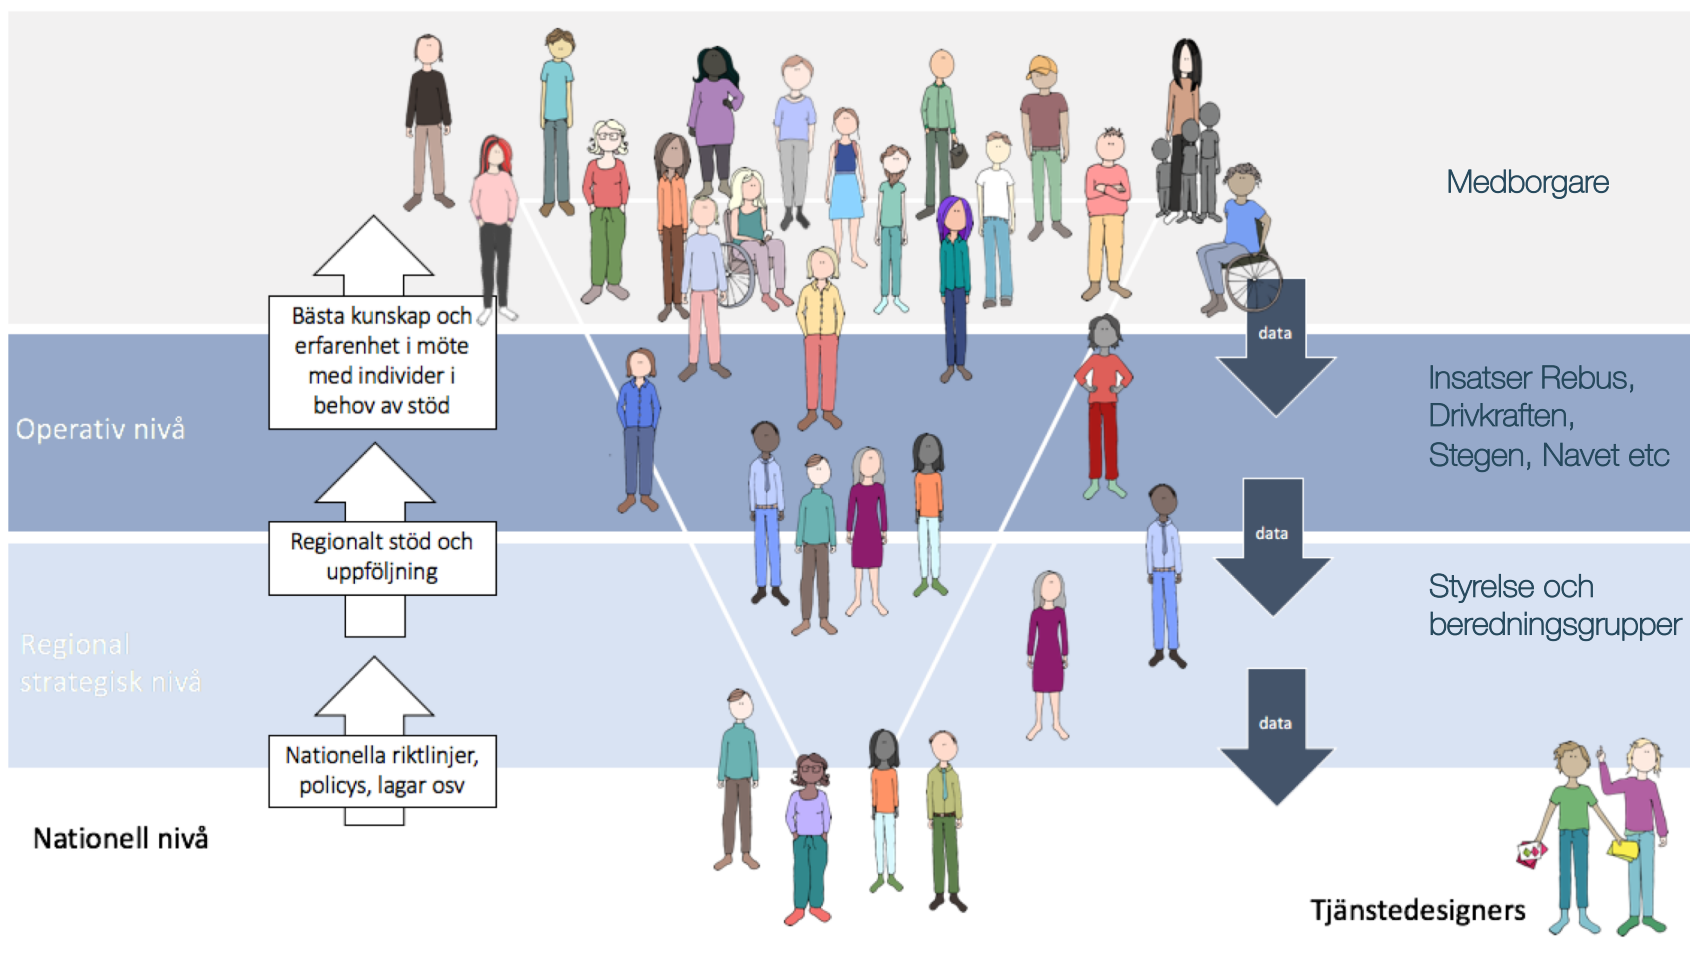 Medborgare
Bästa kunskap och
erfarenhet i möte
med individer i
behov av stöd
data
Operativ nivå
Insatser Rebus,
Drivkraften,
Stegen, Navet etc
Regionalt stöd och
uppföljning
data
Regional
strategisk nivå
Styrelse och
beredningsgrupper
Nationella riktlinjer,
policys, lagar osv
data
Nationell nivå
Tjänstedesigners